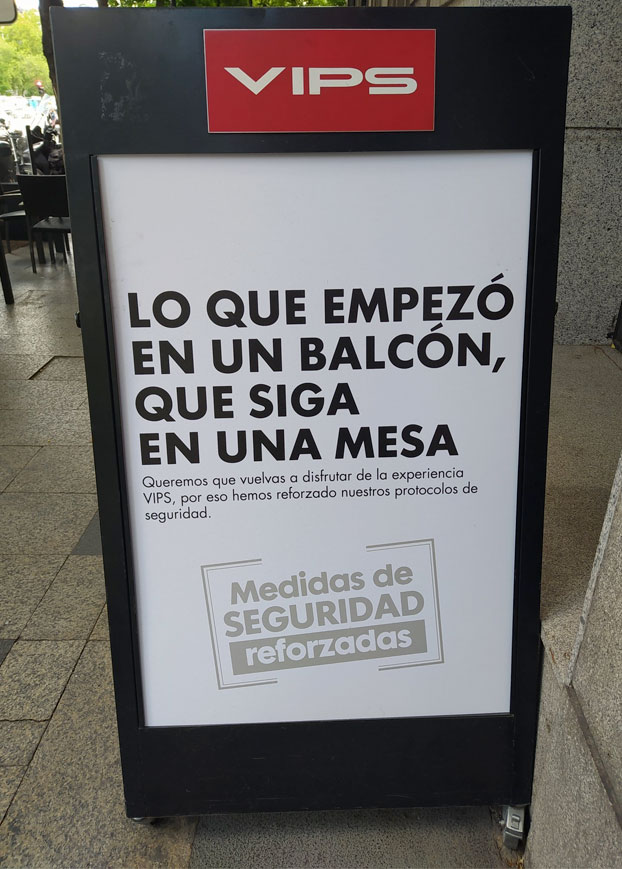 VIPS
LO QUE EMPEZÓ
EN UN BALCÓN,
QUE SIGA
EN UNA MESA
Queremos que vuelvas a disfrutar de la experiencia
VIPS, por eso hemos reforzado nuestros protocolos de
seguridad.
Medidas de
SEGURIDAD
reforzadas